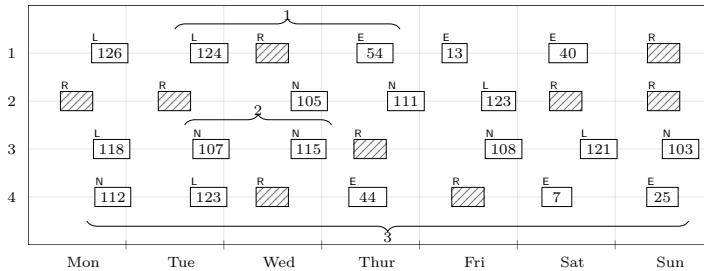 1
L L E E E R
1 126 124 R 54 13 40
R R N N L R R
2 105 111 123
2
L N N R N L N
3 118 107 115 108 121 103
N L R E R E E
4 112 123 44 7 25
3
Mon Tue Wed Thur Fri Sat Sun